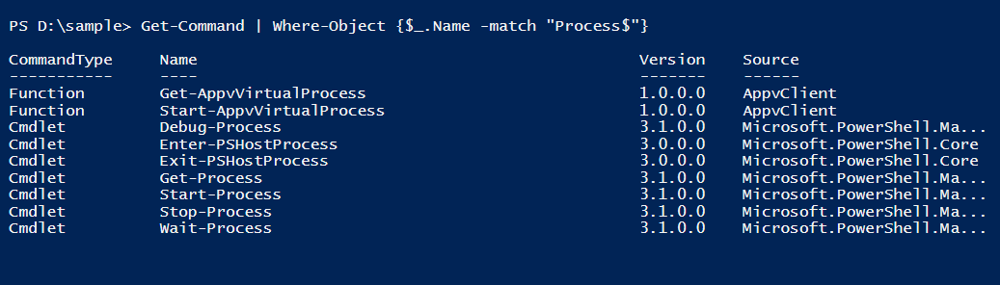 PS D:\sample> Get-Command | Where-Object {$_.Name -match "Process$"}
CommandType     Name                                               Version    Source
-----------     ----                                               -------    ------
Function        Get-AppvVirtualProcess                             1.0.0.0    AppvClient
Function        Start-AppvVirtualProcess                           1.0.0.0    AppvClient
Cmdlet          Debug-Process                                      3.1.0.0    Microsoft.PowerShell.Ma...
Cmdlet          Enter-PSHostProcess                                3.0.0.0    Microsoft.PowerShell.Core
Cmdlet          Exit-PSHostProcess                                 3.0.0.0    Microsoft.PowerShell.Core
Cmdlet          Get-Process                                        3.1.0.0    Microsoft.PowerShell.Ma...
Cmdlet          Start-Process                                      3.1.0.0    Microsoft.PowerShell.Ma...
Cmdlet          Stop-Process                                       3.1.0.0    Microsoft.PowerShell.Ma...
Cmdlet          Wait-Process                                       3.1.0.0    Microsoft.PowerShell.Ma...